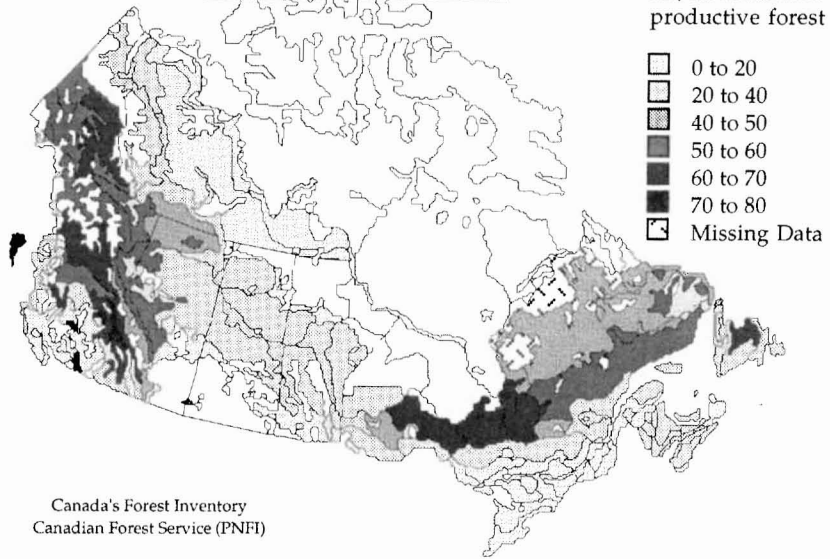 productive forest
0 to 20
20 to 40
40 to 50
50 to 60
60 to 70
70 to 80
Missing Data
Canada's Forest Inventory
Canadian Forest Service (PNFI)